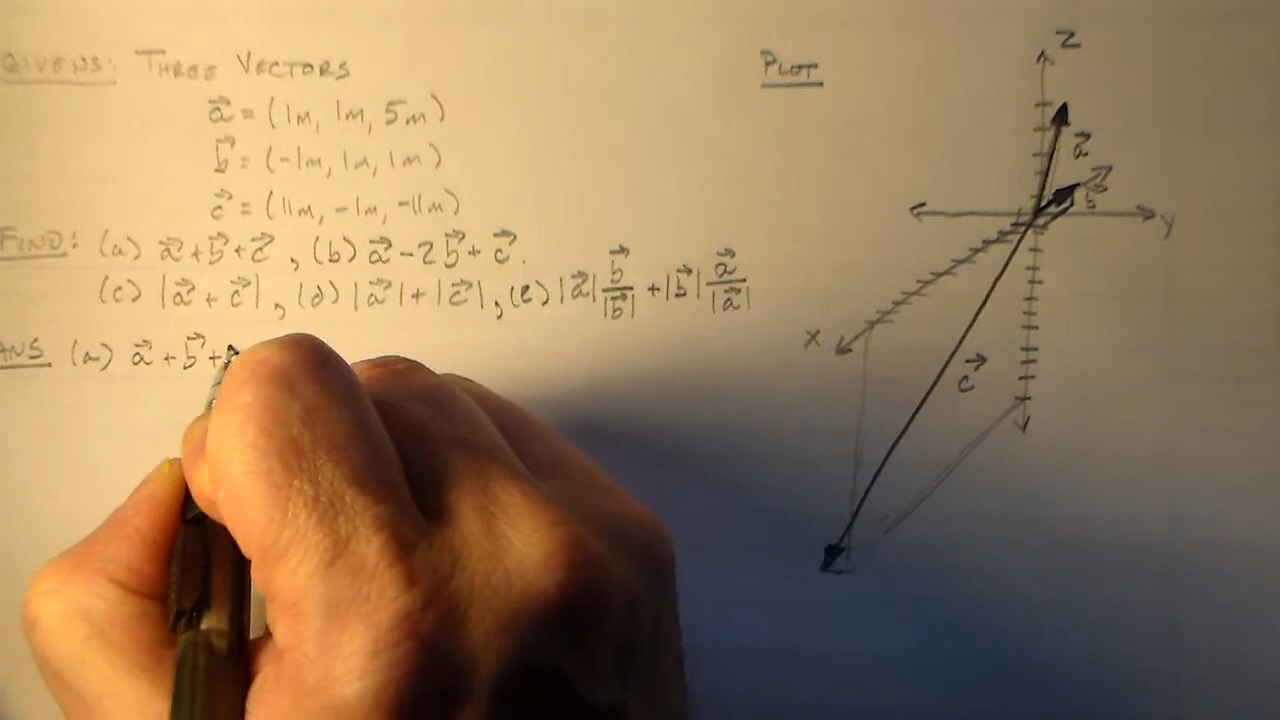 GIVENS: THREE VECTORS
a⃗ = (1m, 1m, 5m)
b⃗ = (-1m, 1m, 1m)
c⃗ = (11m, -1m, -11m)
FIND: (a) a⃗+b⃗+c⃗, (b) a⃗-2b⃗+c⃗.
(c) |a⃗+c⃗|, (d) |a⃗|+|c⃗|, (e) |a⃗| b⃗/|b⃗| + |b⃗| a⃗/|a⃗|
ANS (a) a⃗+b⃗+
PLOT
Z
a⃗
b⃗
Y
X
c⃗